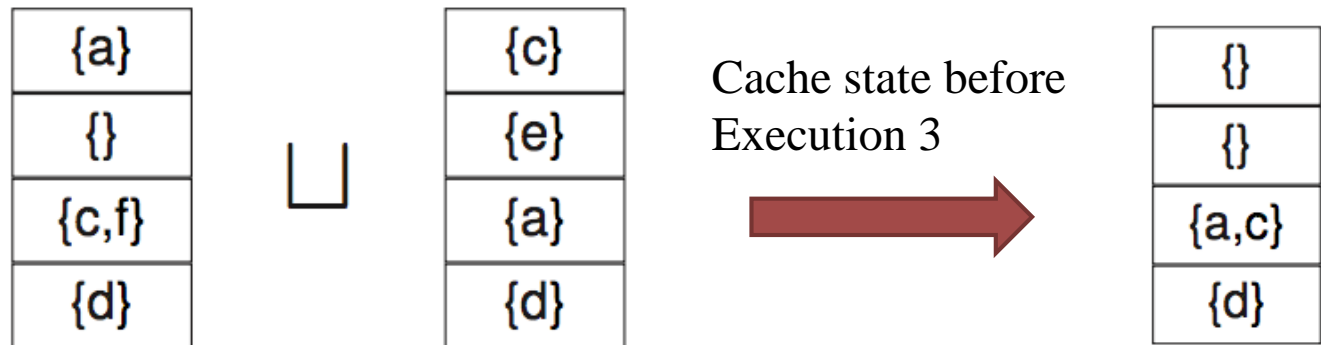 {a}
{}
{c,f}
{d}
⊔
{c}
{e}
{a}
{d}
Cache state before
Execution 3
{}
{}
{a,c}
{d}